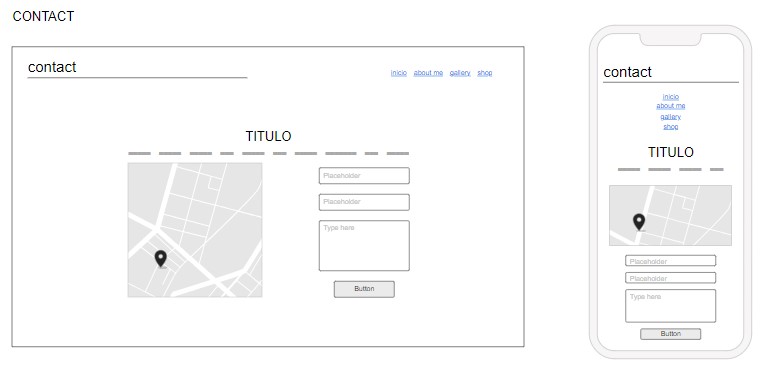 CONTACT
contact
inicio about me gallery shop
TITULO
Placeholder
Placeholder
Type here
Button
contact
inicio
about me
gallery
shop
TITULO
Placeholder
Placeholder
Type here
Button